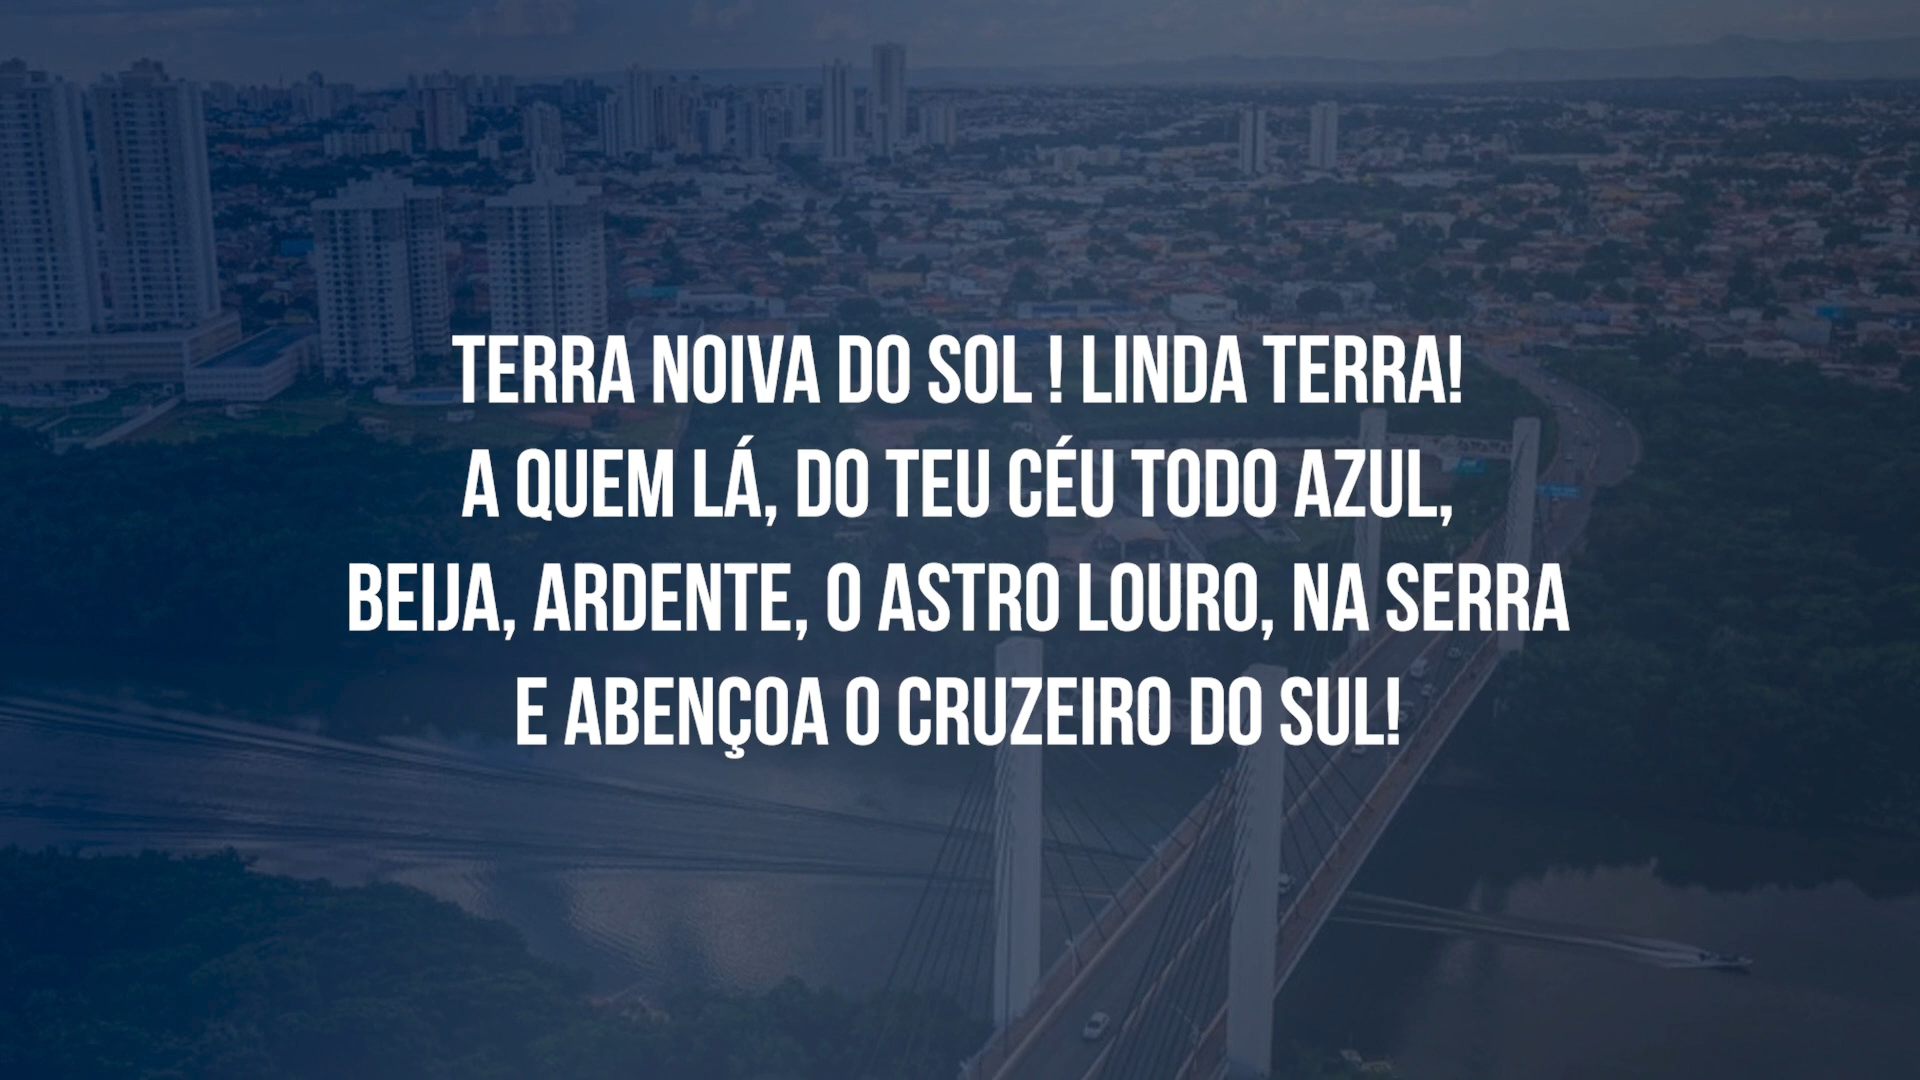 TERRA NOIVA DO SOL ! LINDA TERRA!
A QUEM LÁ, DO TEU CÉU TODO AZUL,
BEIJA, ARDENTE, O ASTRO LOURO, NA SERRA
E ABENÇOA O CRUZEIRO DO SUL!